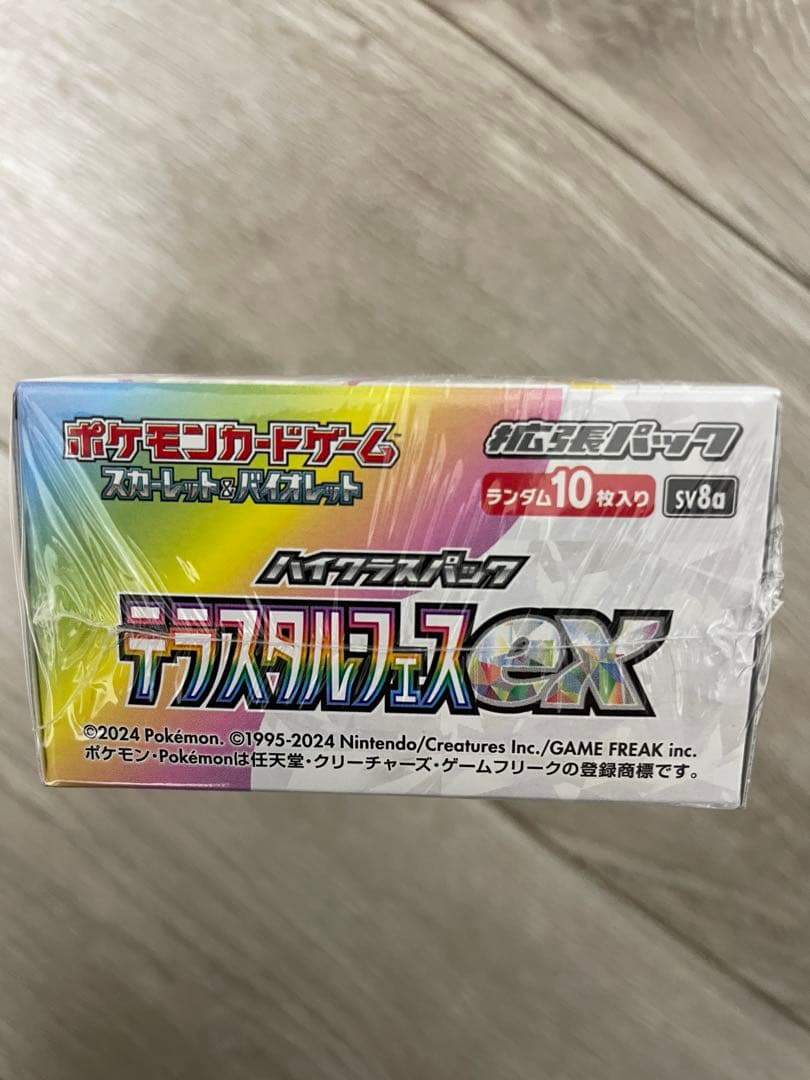 ポケモンカードゲーム™
スカーレット&バイオレット
拡張パック
ランダム10枚入り
SV8a
ハイクラスパック
テラスタルフェスex
©2024 Pokémon. ©1995-2024 Nintendo/Creatures Inc./GAME FREAK inc.
ポケモン・Pokémonは任天堂・クリーチャーズ・ゲームフリークの登録商標です。